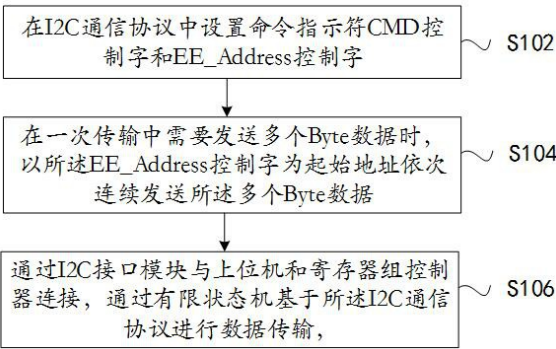 在I2C通信协议中设置命令指示符CMD控
制字和EE_Address控制字
S102
在一次传输中需要发送多个Byte数据时，
以所述EE_Address控制字为起始地址依次
连续发送所述多个Byte数据
S104
通过I2C接口模块与上位机和寄存器组控制
器连接，通过有限状态机基于所述I2C通信
协议进行数据传输，
S106